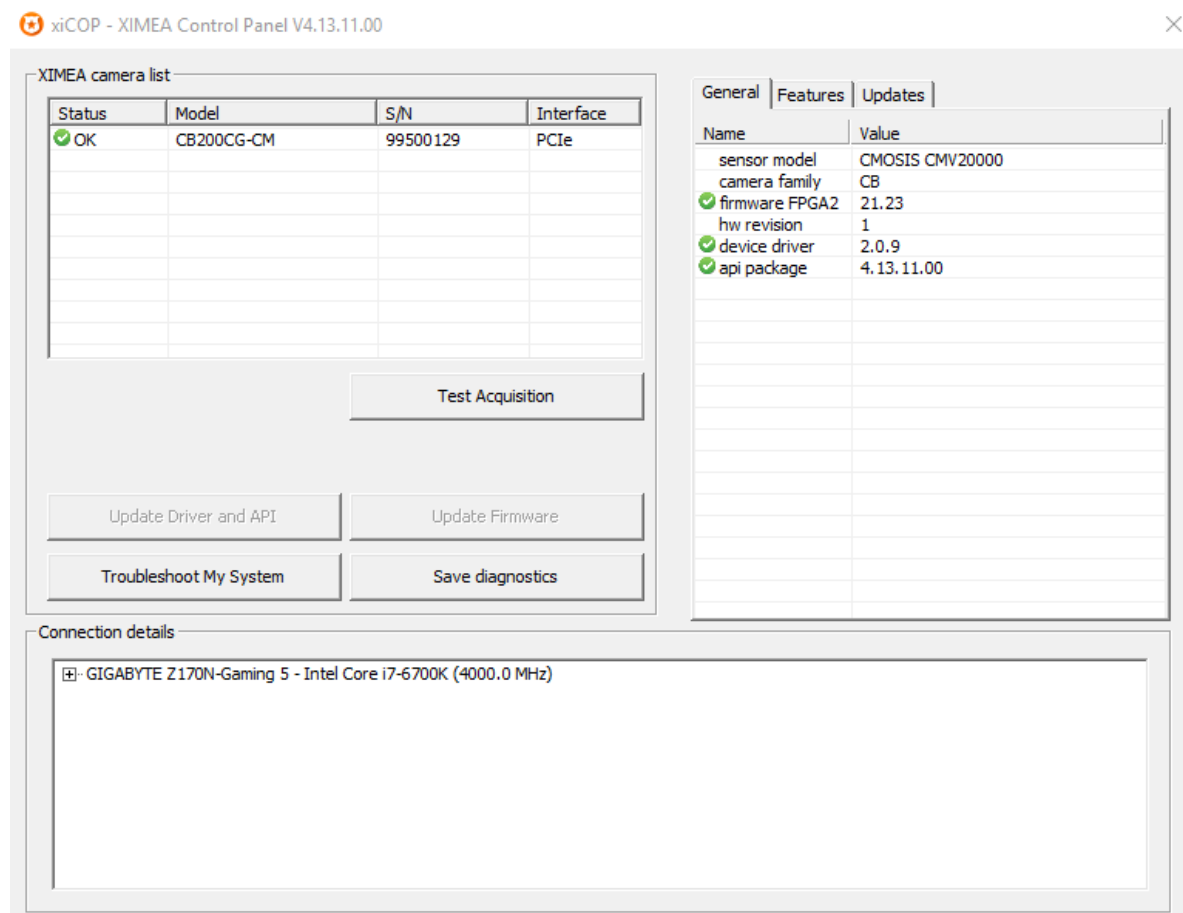 xiCOP - XIMEA Control Panel V4.13.11.00
XIMEA camera list
Status Model S/N Interface
OK CB200CG-CM 99500129 PCIe
Test Acquisition
Update Driver and API Update Firmware
Troubleshoot My System Save diagnostics
General Features Updates
Name Value
sensor model CMOSIS CMV20000
camera family CB
firmware FPGA2 21.23
hw revision 1
device driver 2.0.9
api package 4.13.11.00
Connection details
GIGABYTE Z170N-Gaming 5 - Intel Core i7-6700K (4000.0 MHz)